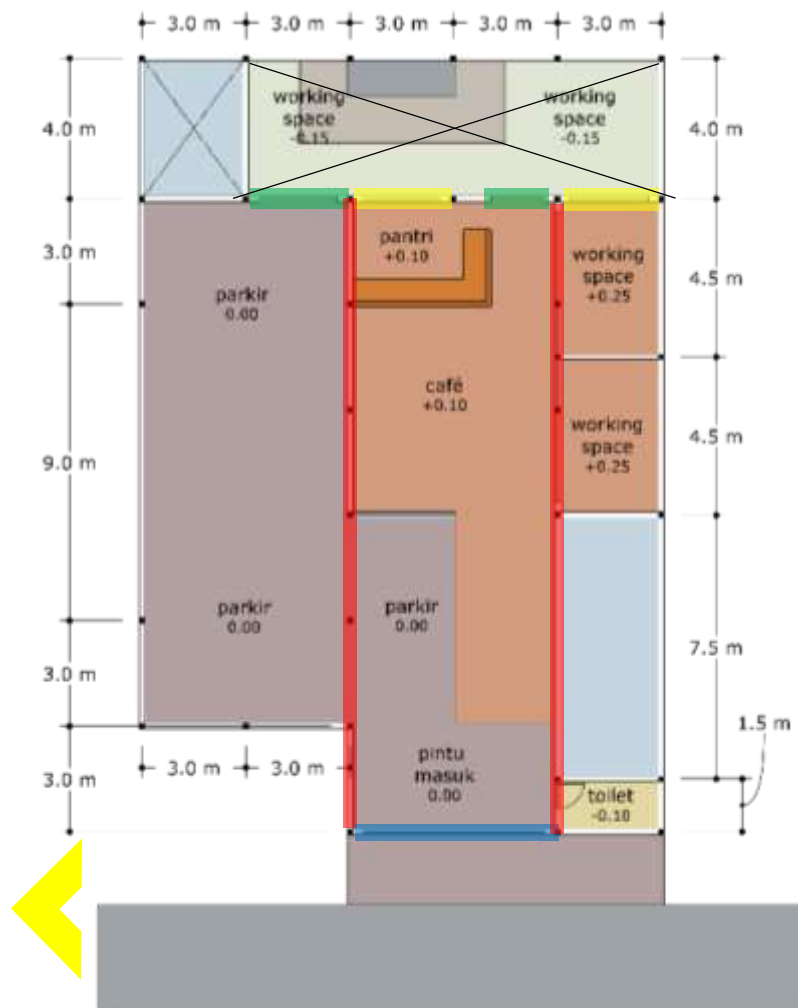 3.0 m
3.0 m
3.0 m
3.0 m
3.0 m
4.0 m
working
space
-0.15
working
space
-0.15
4.0 m
3.0 m
pantri
+0.10
working
space
+0.25
4.5 m
parkir
0.00
café
+0.10
working
space
+0.25
4.5 m
9.0 m
parkir
0.00
parkir
0.00
7.5 m
3.0 m
1.5 m
3.0 m
3.0 m
3.0 m
pintu
masuk
0.00
toilet
-0.10